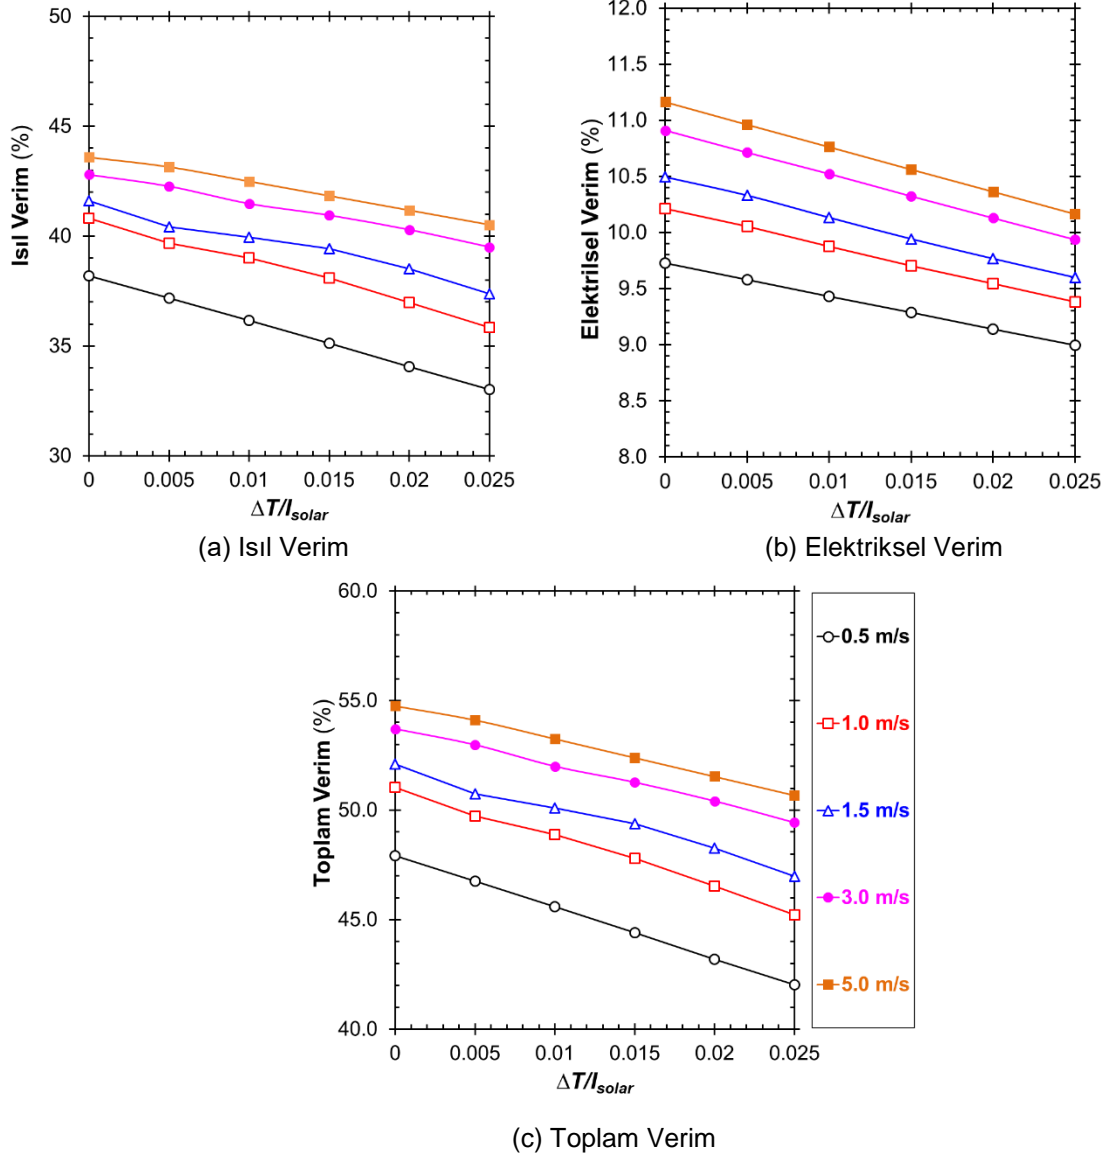 50
45
40
35
30
Isıl Verim (%)
0 0.005 0.01 0.015 0.02 0.025
ΔT/Isolar
(a) Isıl Verim
12.0
11.5
11.0
10.5
10.0
9.5
9.0
8.5
8.0
Elektrilsel Verim (%)
0 0.005 0.01 0.015 0.02 0.025
ΔT/Isolar
(b) Elektriksel Verim
60.0
55.0
50.0
45.0
40.0
Toplam Verim (%)
0 0.005 0.01 0.015 0.02 0.025
ΔT/Isolar
0.5 m/s
1.0 m/s
1.5 m/s
3.0 m/s
5.0 m/s
(c) Toplam Verim